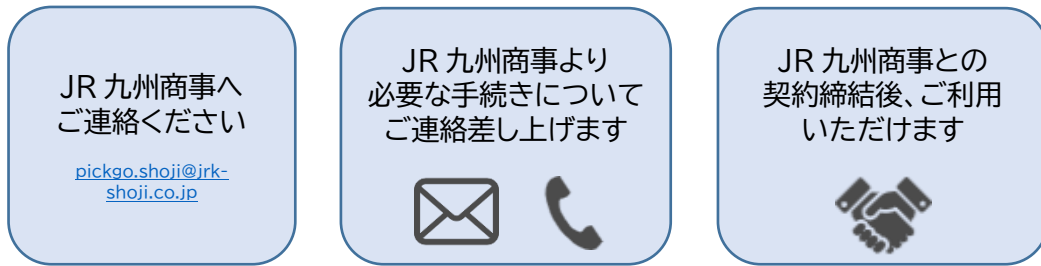 JR 九州商事へ
ご連絡ください
pickgo.shoji@jrk-
shoji.co.jp
JR 九州商事より
必要な手続きについて
ご連絡差し上げます
JR 九州商事との
契約締結後、ご利用
いただけます